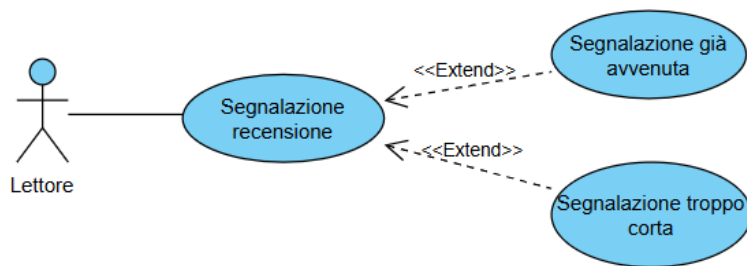 Segnalazione già
avvenuta
<<Extend>>
Segnalazione
recensione
<<Extend>>
Lettore
Segnalazione troppo
corta